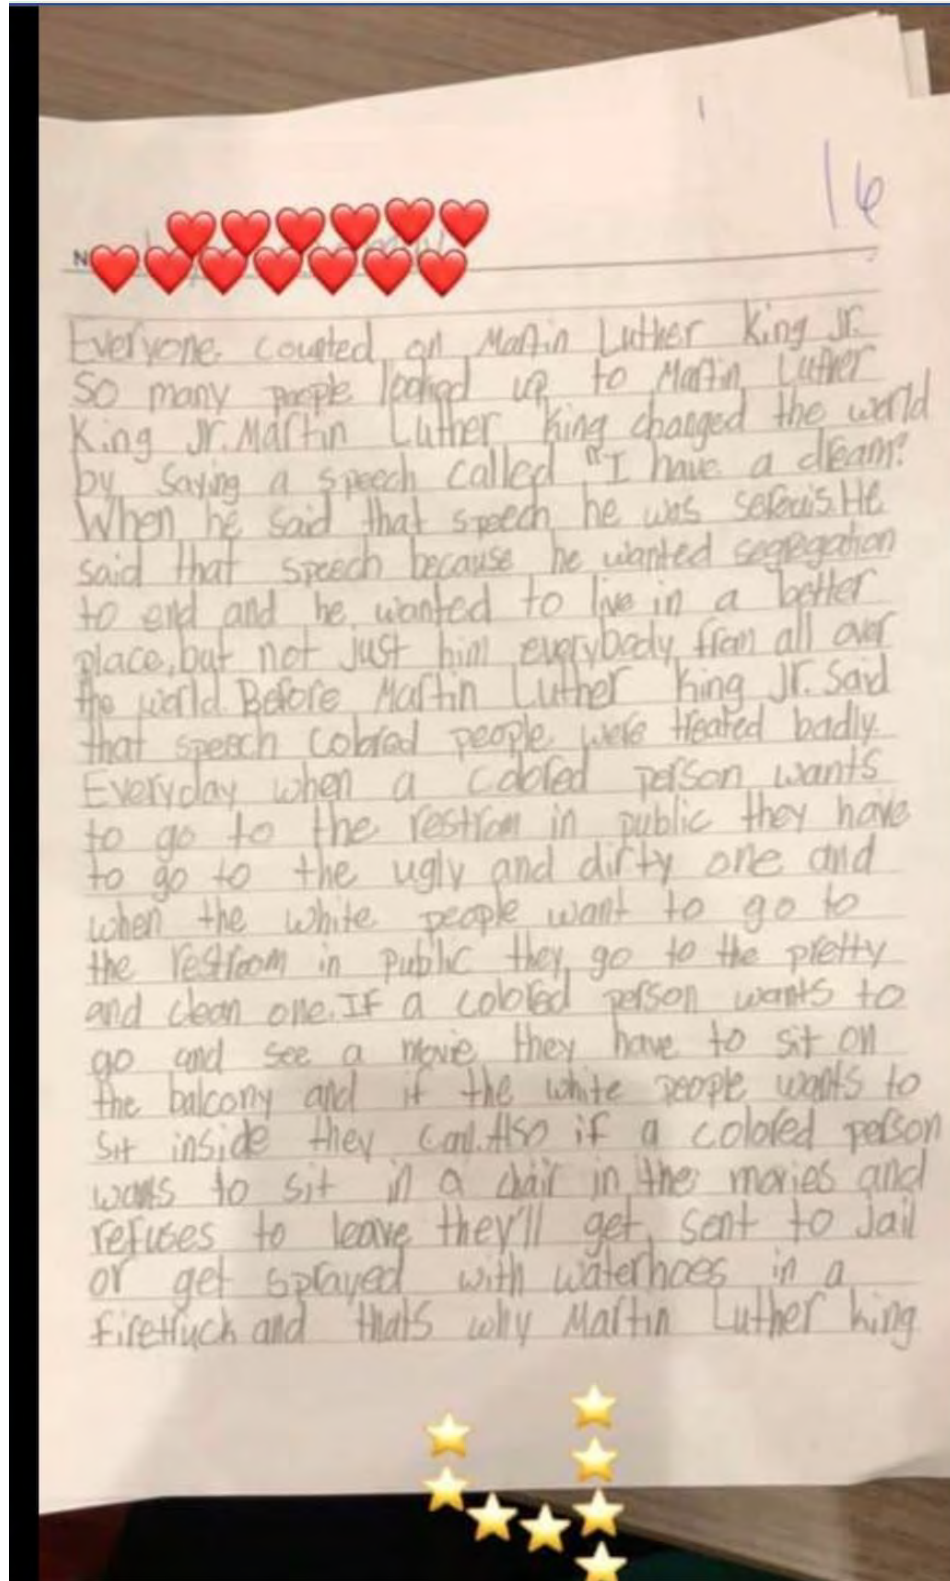 16
N
Everyone counted on Martin Luther King Jr.
So many people looked up to Martin Luther
King Jr. Martin Luther King changed the world
by saying a speech called "I have a dream."
When he said that speech he was serouis. He
said that speech because he wanted segregation
to end and he wanted to live in a better
place, but not just him everybody from all over
the world. Before Martin Luther King Jr. Said
that speech colored people were treated badly.
Everyday when a colored person wants
to go to the restroom in public they have
to go to the ugly and dirty one and
when the white people want to go to
the restroom in public they go to the pretty
and clean one. If a colored person wants to
go and see a movie they have to sit on
the balcony and if the white people wants to
sit inside they can. Also if a colored person
wants to sit in a chair in the movies and
refuses to leave they'll get sent to Jail
or get sprayed with waterhoes in a
firetruck and thats why Martin Luther king